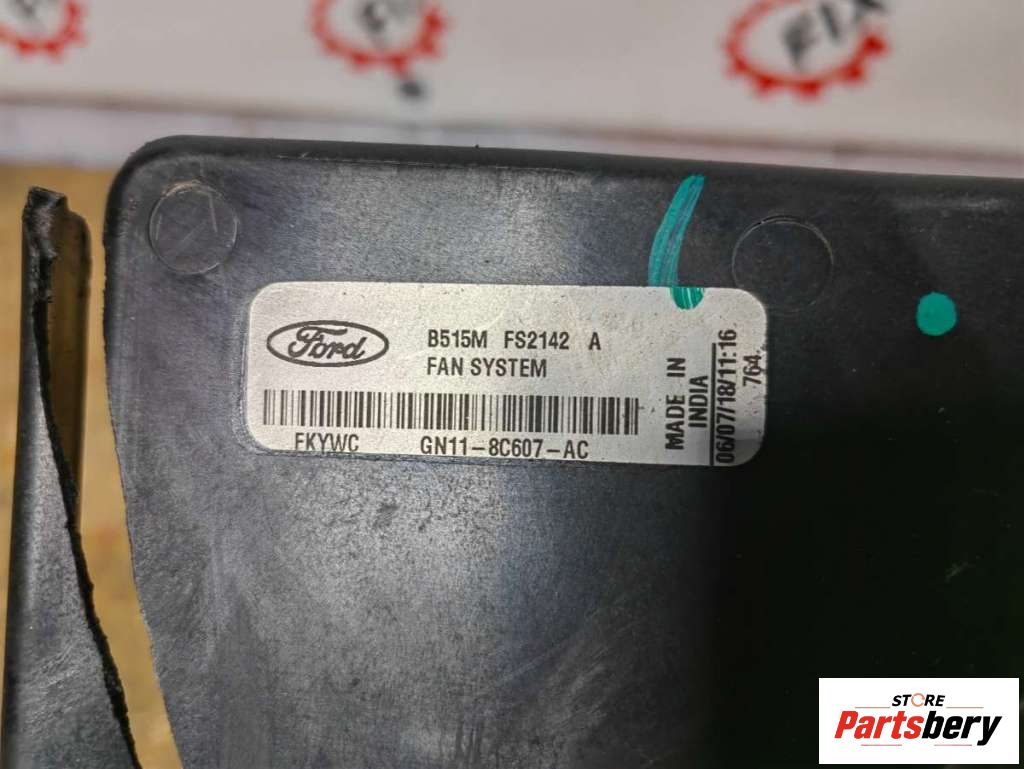 FIX
Ford
B515M FS2142 A
FAN SYSTEM
FKYWC GN11-8C607-AC
MADE IN
INDIA
06/07/18/11:16
764
STORE
Partsbery